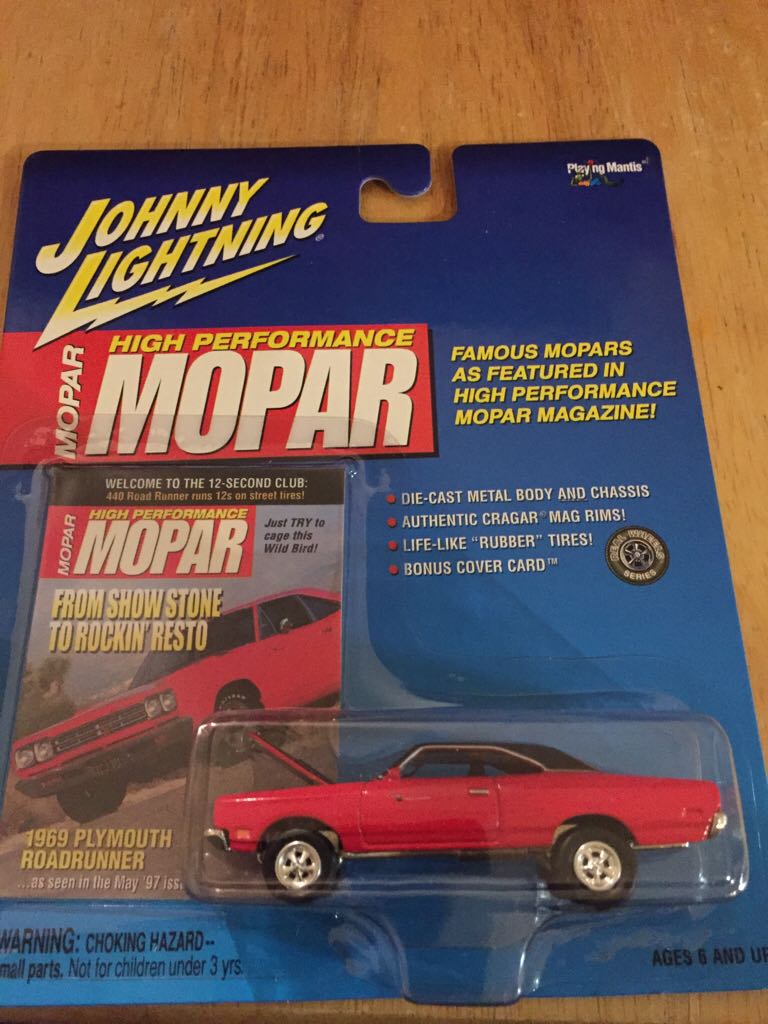 Playing Mantis
JOHNNY
LIGHTNING®
MOPAR
HIGH PERFORMANCE
MOPAR
FAMOUS MOPARS
AS FEATURED IN
HIGH PERFORMANCE
MOPAR MAGAZINE!
WELCOME TO THE 12-SECOND CLUB:
440 Road Runner runs 12s on street tires!
MOPAR
HIGH PERFORMANCE
MOPAR
Just TRY to
cage this
Wild Bird!
FROM SHOW STONE
TO ROCKIN' RESTO
• DIE-CAST METAL BODY AND CHASSIS
• AUTHENTIC CRAGAR® MAG RIMS!
• LIFE-LIKE "RUBBER" TIRES!
• BONUS COVER CARD™
REAL WHEELS
SERIES
1969 PLYMOUTH
ROADRUNNER
...as seen in the May '97 iss
WARNING: CHOKING HAZARD--
mall parts. Not for children under 3 yrs.
AGES 6 AND UP